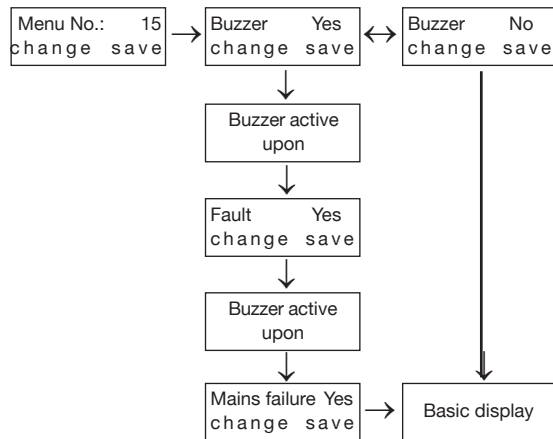 Menu No.: 15
change save
Buzzer Yes
change save
Buzzer No
change save
Buzzer active
upon
Fault Yes
change save
Buzzer active
upon
Mains failure Yes
change save
Basic display